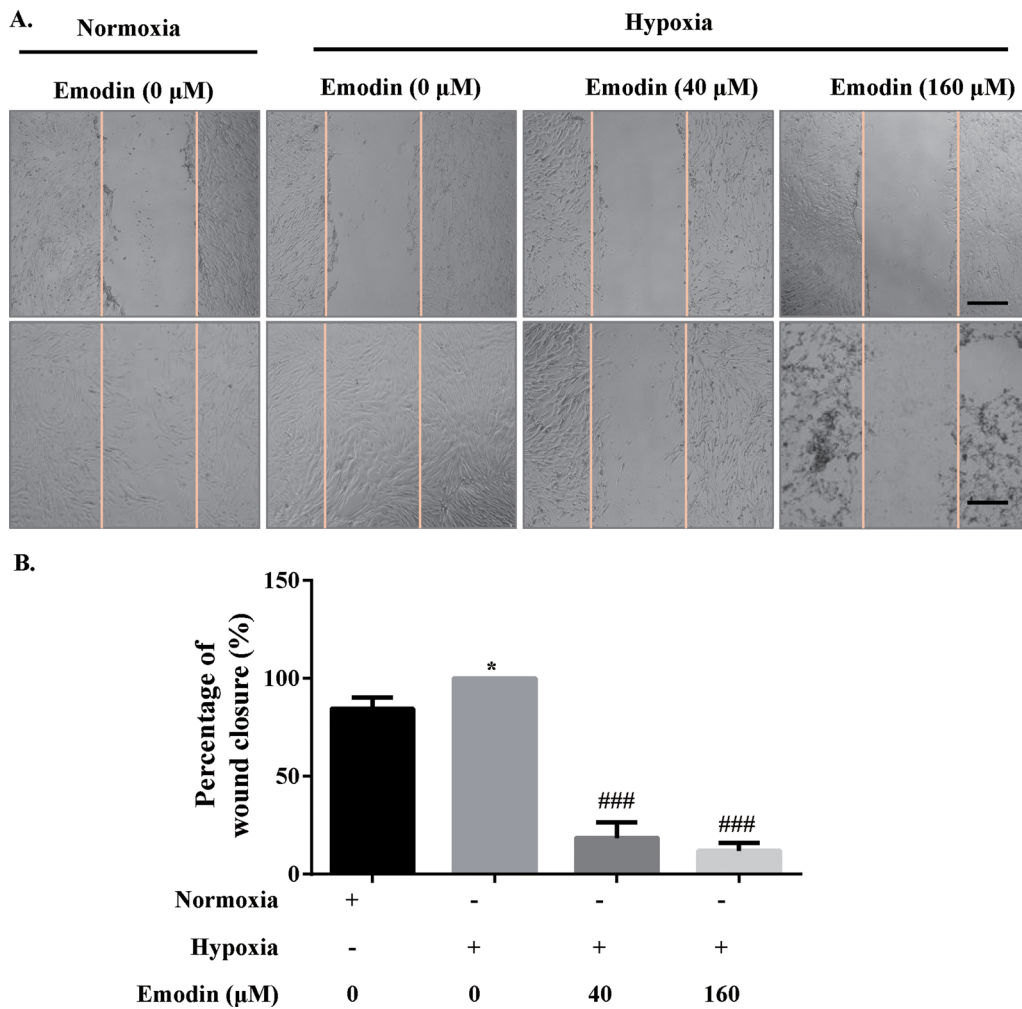 A.
Normoxia
Hypoxia
Emodin (0 μM)
Emodin (0 μM)
Emodin (40 μM)
Emodin (160 μM)
B.
Percentage of
wound closure (%)
150
100
50
0
*
###
###
Normoxia + - - -
Hypoxia - + + +
Emodin (μM) 0 0 40 160